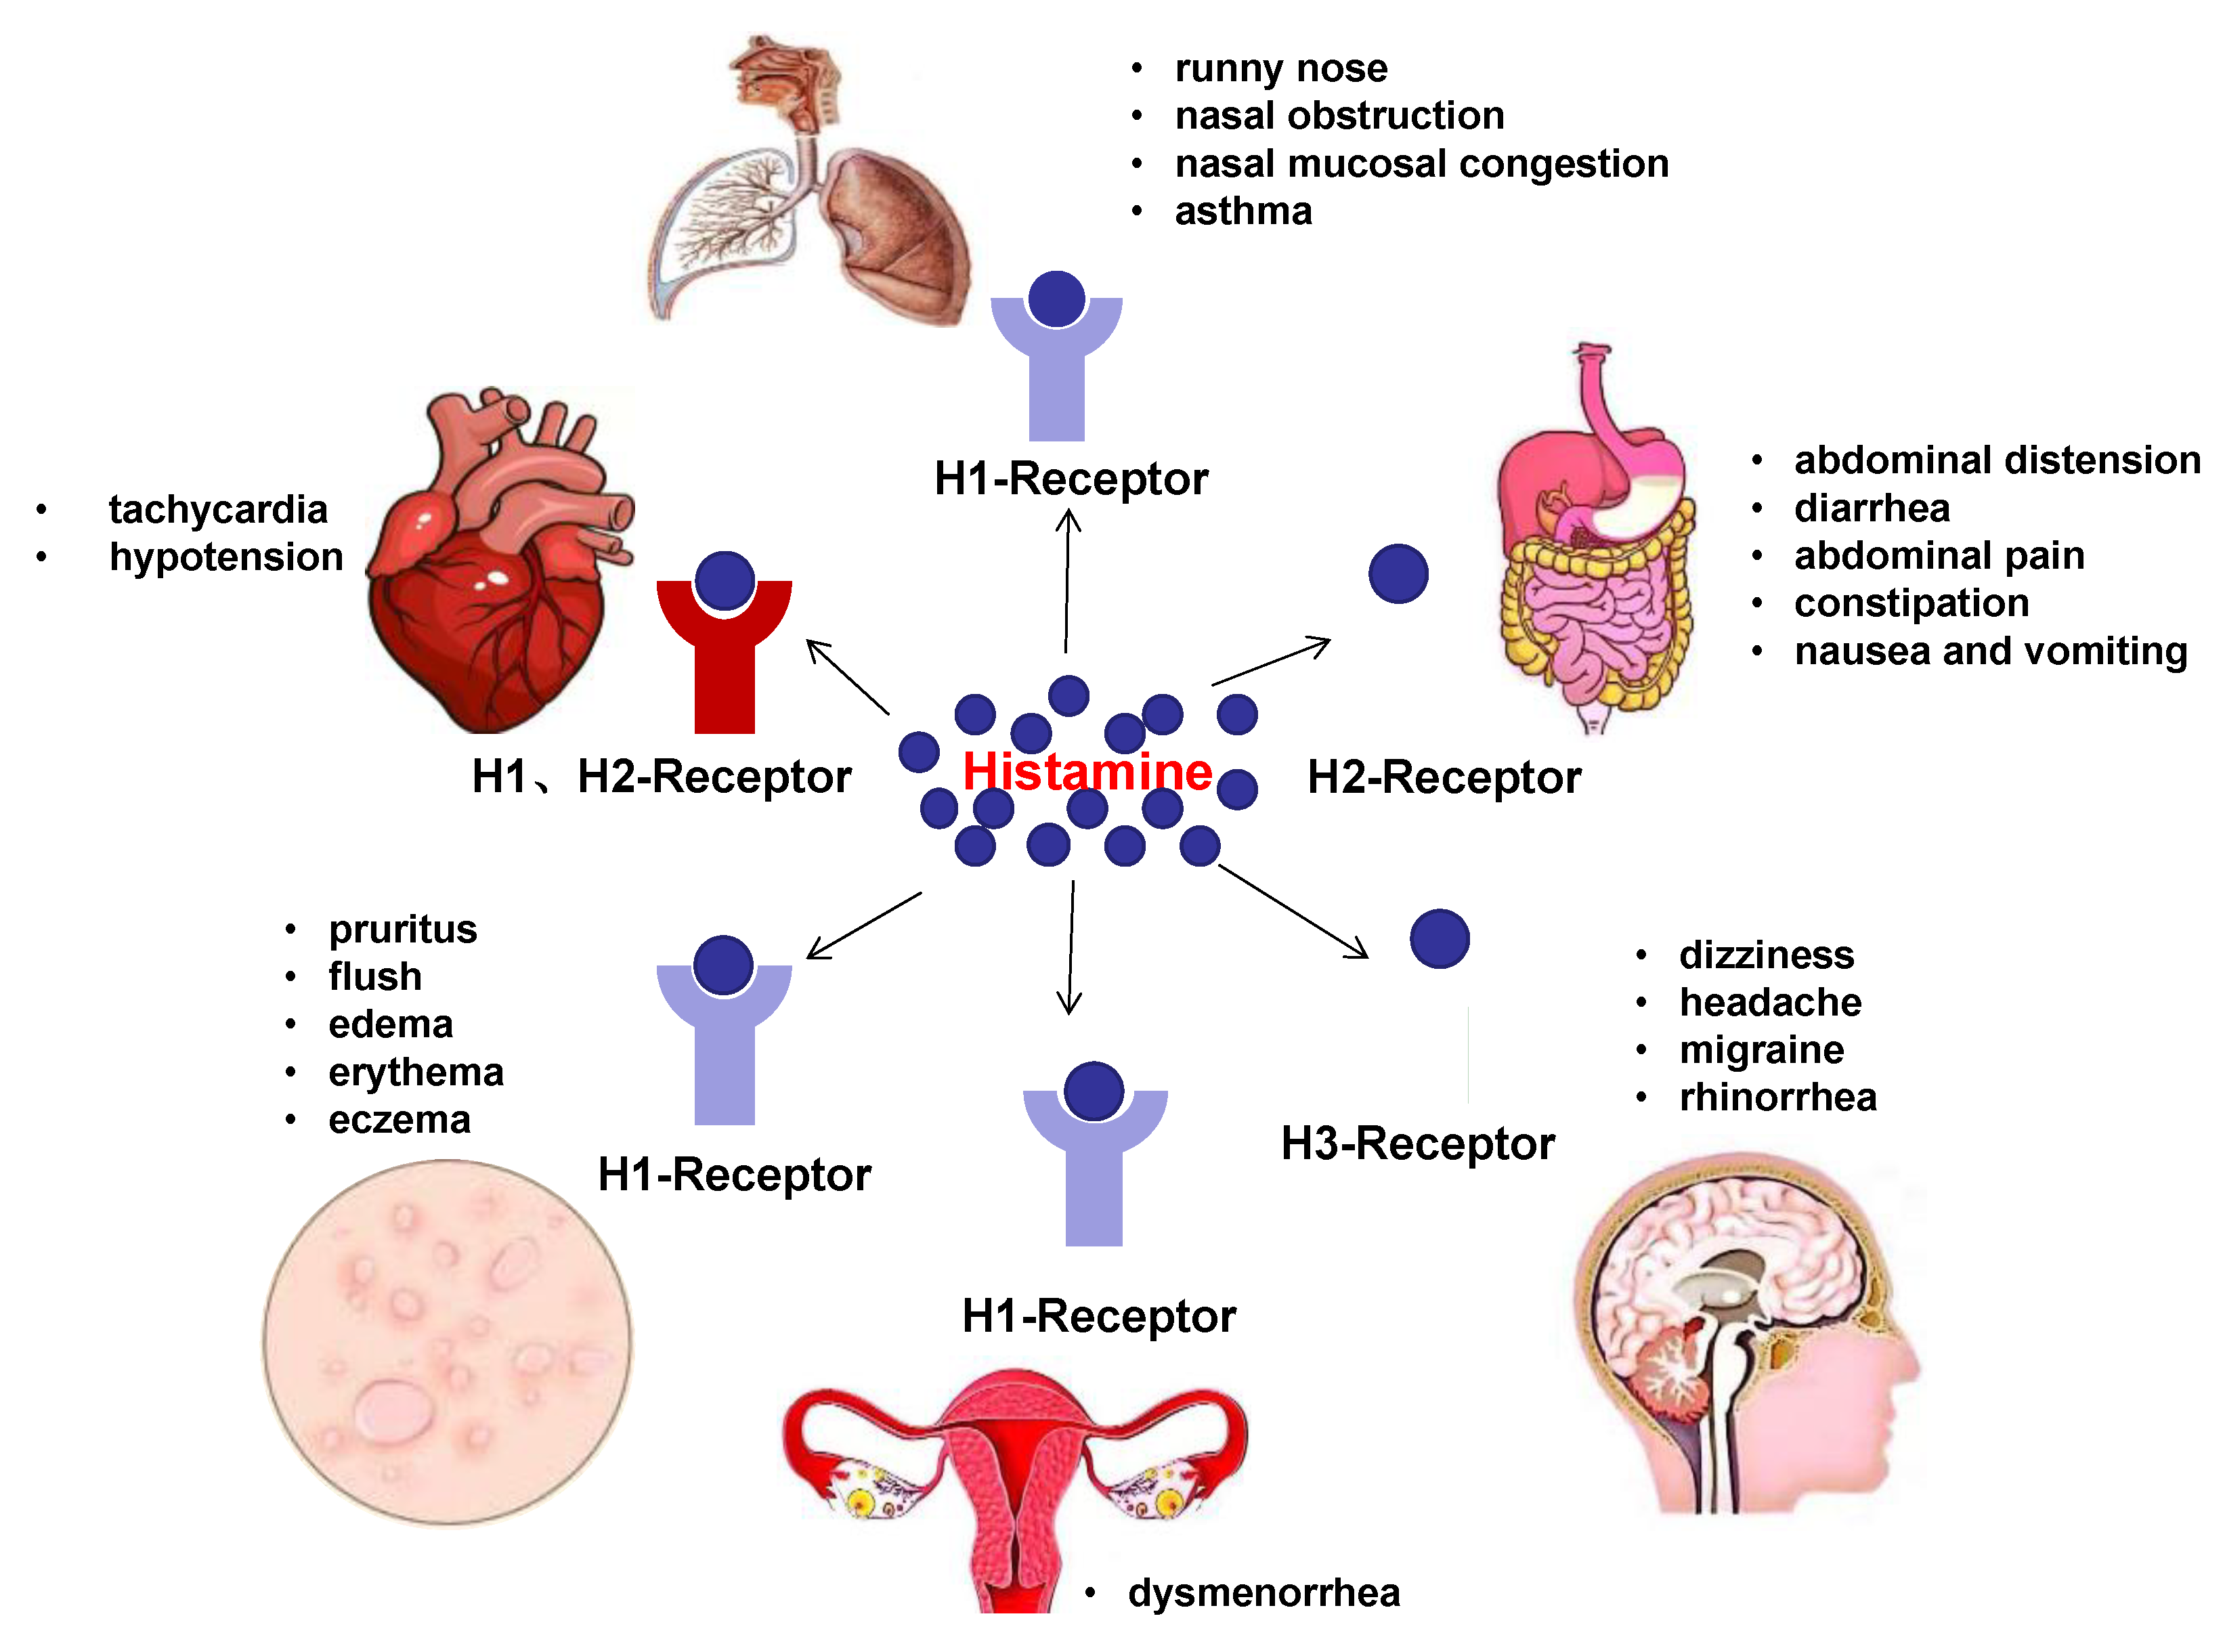 • runny nose
• nasal obstruction
• nasal mucosal congestion
• asthma
H1-Receptor
• tachycardia
• hypotension
H1、H2-Receptor
• abdominal distension
• diarrhea
• abdominal pain
• constipation
• nausea and vomiting
H2-Receptor
Histamine
• pruritus
• flush
• edema
• erythema
• eczema
H1-Receptor
• dizziness
• headache
• migraine
• rhinorrhea
H3-Receptor
H1-Receptor
• dysmenorrhea